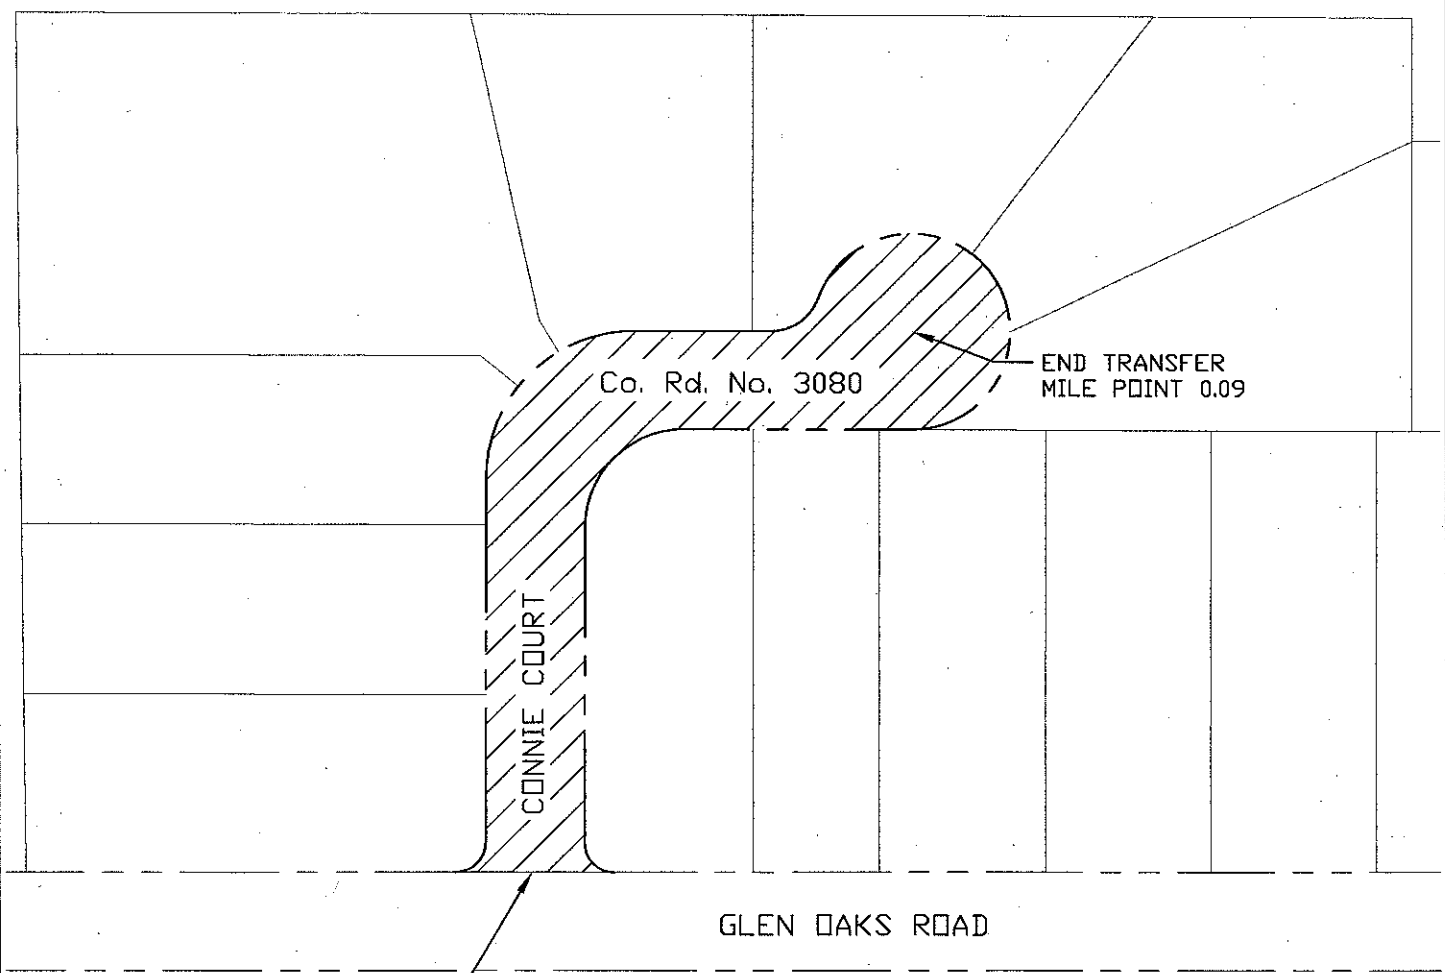 Co. Rd. No. 3080
END TRANSFER
MILE POINT 0.09
CONNIE COURT
GLEN OAKS ROAD